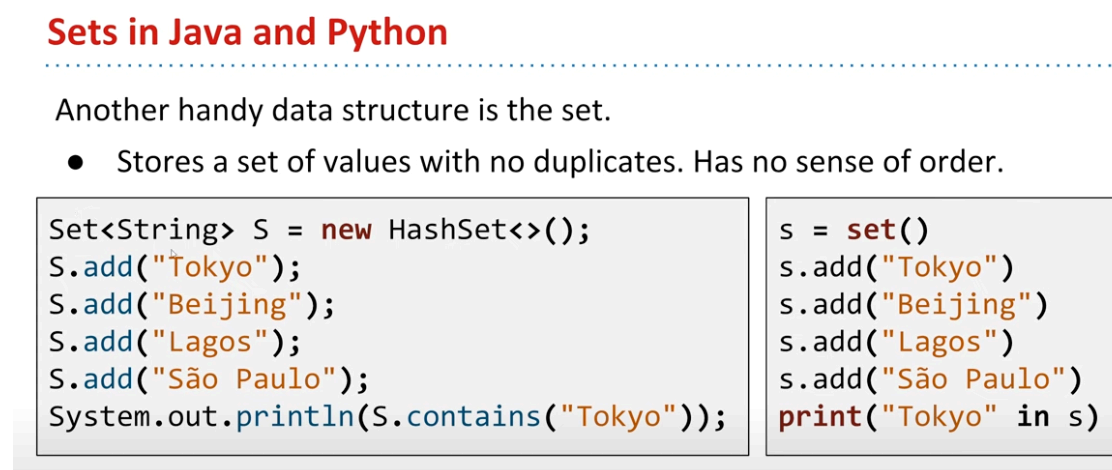 Sets in Java and Python
Another handy data structure is the set.
● Stores a set of values with no duplicates. Has no sense of order.
Set<String> S = new HashSet<>();
S.add("Tokyo");
S.add("Beijing");
S.add("Lagos");
S.add("São Paulo");
System.out.println(S.contains("Tokyo"));
s = set()
s.add("Tokyo")
s.add("Beijing")
s.add("Lagos")
s.add("São Paulo")
print("Tokyo" in s)